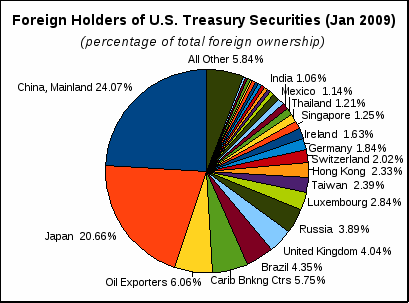 Foreign Holders of U.S. Treasury Securities (Jan 2009)
(percentage of total foreign ownership)
All Other 5.84%
India 1.06%
Mexico 1.14%
Thailand 1.21%
Singapore 1.25%
Ireland 1.63%
Germany 1.84%
Switzerland 2.02%
Hong Kong 2.33%
Taiwan 2.39%
Luxembourg 2.84%
Russia 3.89%
United Kingdom 4.04%
Brazil 4.35%
Carib Bnkng Ctrs 5.75%
Oil Exporters 6.06%
Japan 20.66%
China, Mainland 24.07%